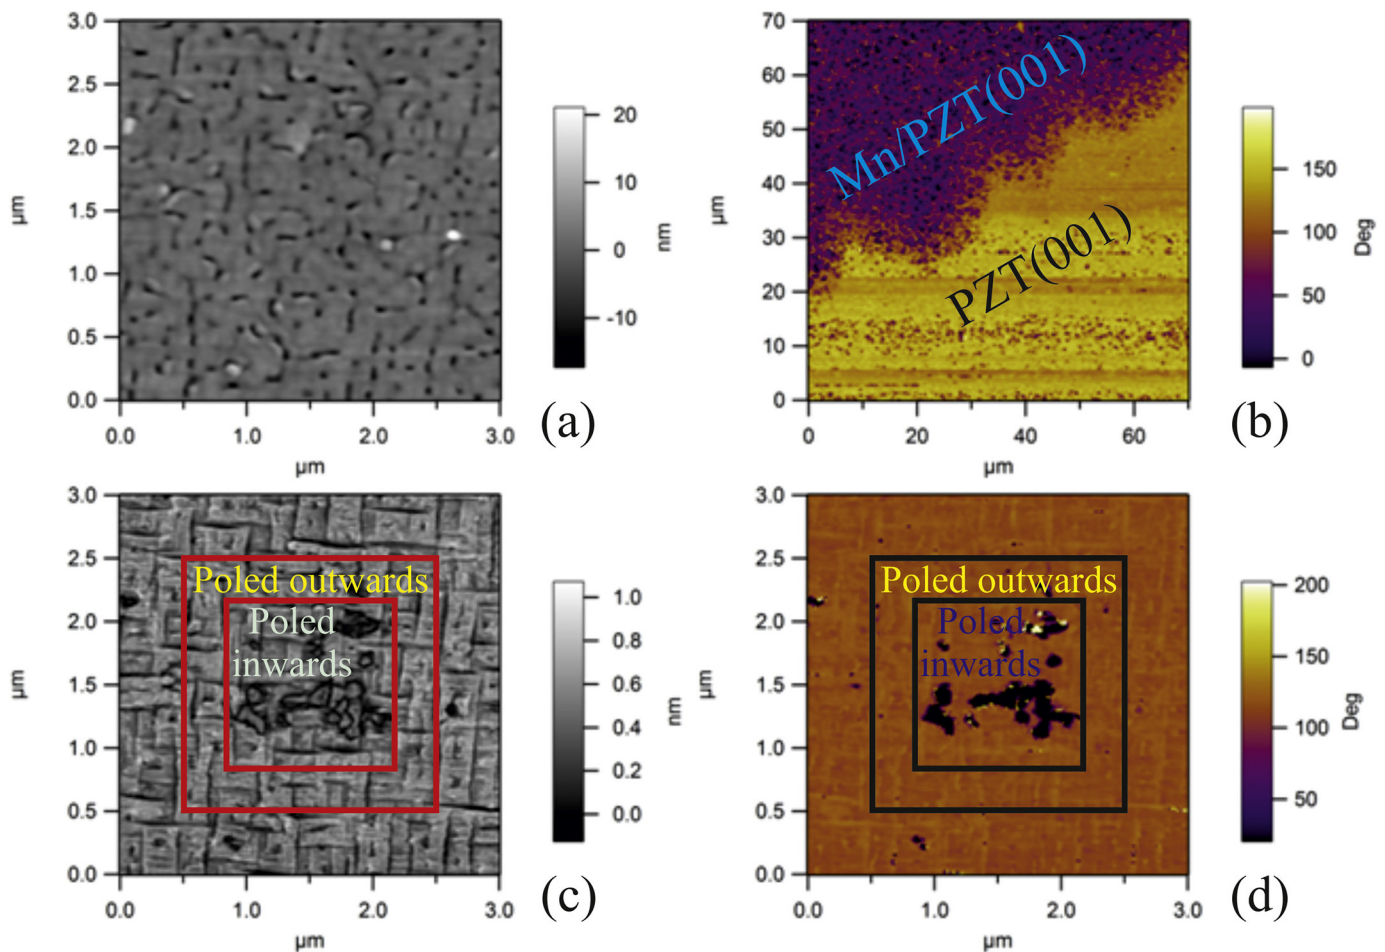 3.0
2.5
2.0
1.5
1.0
0.5
0.0
µm
0.0
1.0
2.0
3.0
µm
20
10
0
-10
nm
(a)
70
60
50
40
30
20
10
0
µm
0
20
40
60
µm
Mn/PZT(001)
PZT(001)
150
100
50
0
Deg
(b)
3.0
2.5
2.0
1.5
1.0
0.5
0.0
µm
0.0
1.0
2.0
3.0
µm
Poled outwards
Poled
inwards
1.0
0.8
0.6
0.4
0.2
0.0
nm
(c)
3.0
2.5
2.0
1.5
1.0
0.5
0.0
µm
0.0
1.0
2.0
3.0
µm
Poled outwards
Poled
inwards
200
150
100
50
Deg
(d)